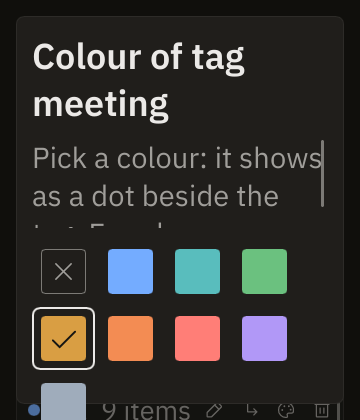 Colour of tag
meeting
Pick a colour: it shows
as a dot beside the
9 items